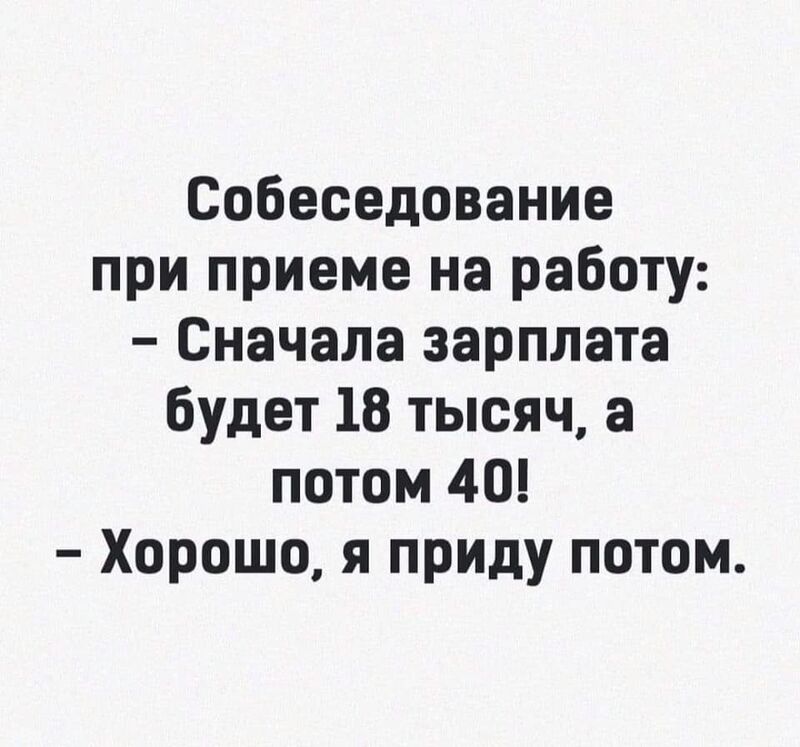 Собеседование
при приеме на работу:
– Сначала зарплата
будет 18 тысяч, а
потом 40!
– Хорошо, я приду потом.